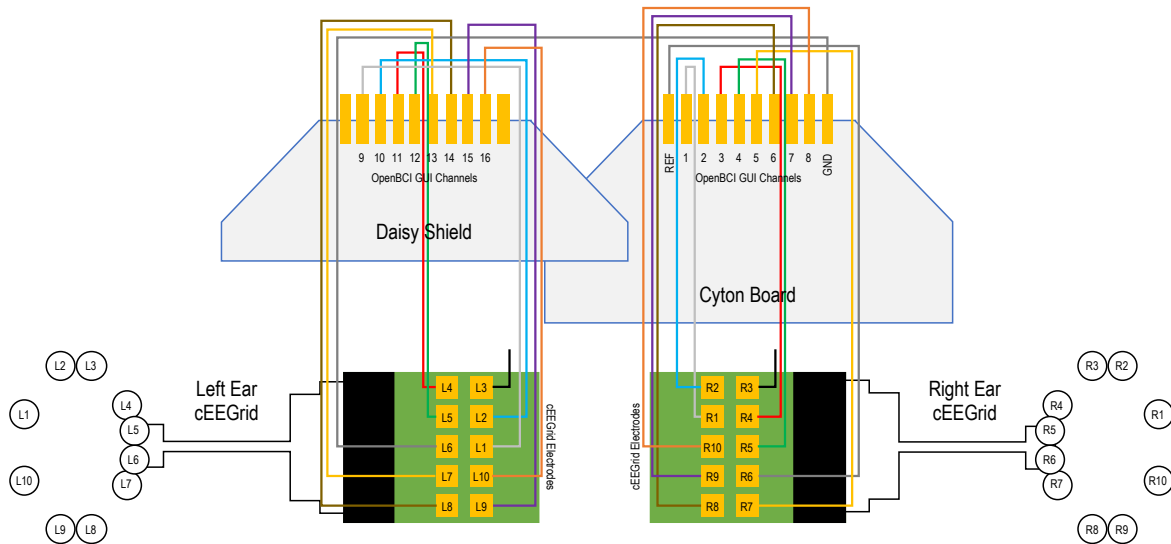 9 10 11 12 13 14 15 16
OpenBCI GUI Channels
Daisy Shield
REF 1 2 3 4 5 6 7 8 GND
OpenBCI GUI Channels
Cyton Board
L2 L3
L1
L4
L5
L6
L7
L10
L9 L8
Left Ear
cEEGrid
L4 L3
L5 L2
L6 L1
L7 L10
L8 L9
cEEGrid Electrodes
cEEGrid Electrodes
R2 R3
R1 R4
R10 R5
R9 R6
R8 R7
Right Ear
cEEGrid
R3 R2
R4
R1
R5
R6
R7
R10
R8 R9